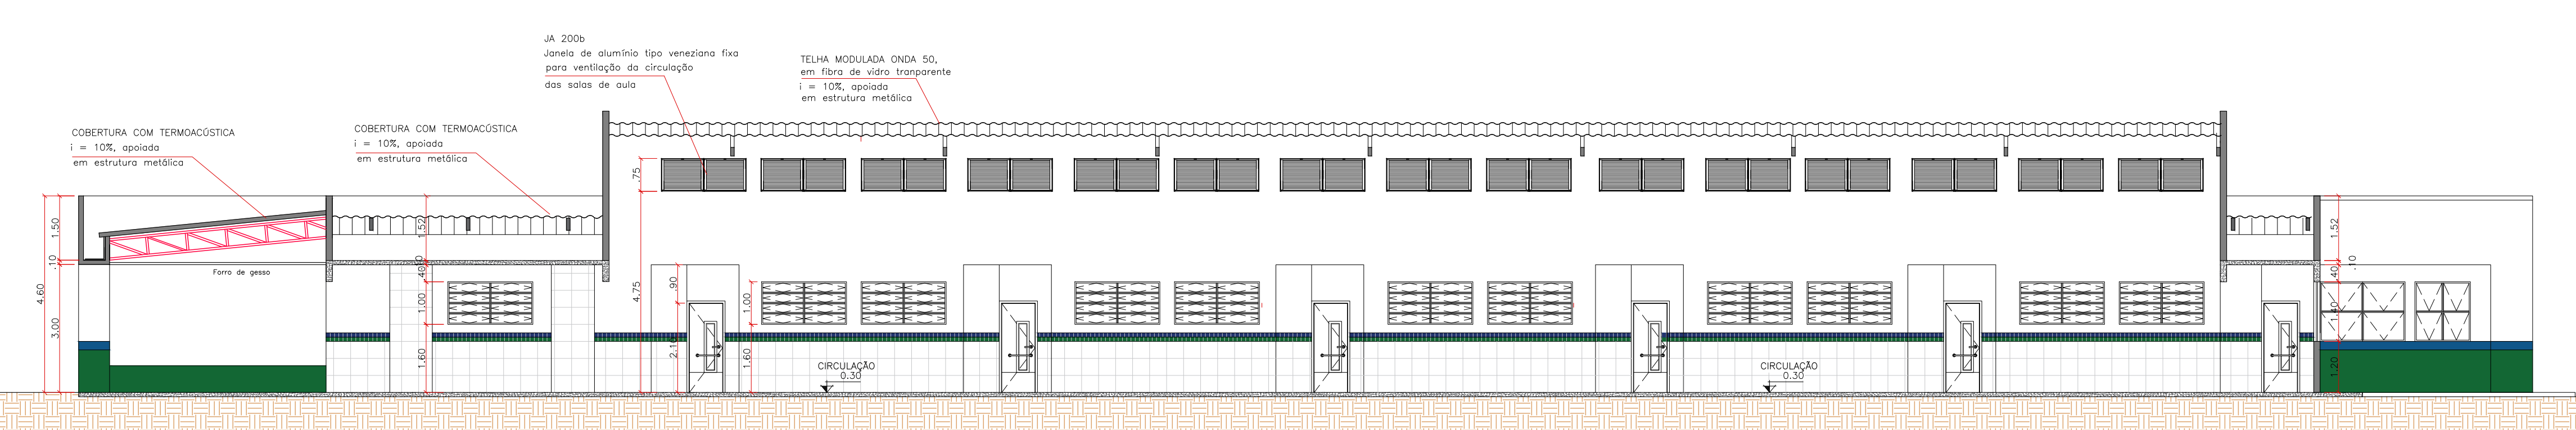 JA 200b
Janela de alumínio tipo veneziana fixa
para ventilação da circulação
das salas de aula
TELHA MODULADA ONDA 50,
em fibra de vidro tranparente
i = 10%, apoiada
em estrutura metálica
COBERTURA COM TERMOACÚSTICA
i = 10%, apoiada
em estrutura metálica
COBERTURA COM TERMOACÚSTICA
i = 10%, apoiada
em estrutura metálica
4.60
1.50
.10
3.00
Forro de gesso
1.52
.40
1.00
1.60
.75
4.75
.90
2.10
1.00
1.60
CIRCULAÇÃO
0.30
CIRCULAÇÃO
0.30
1.52
.10
.40
1.40
1.20